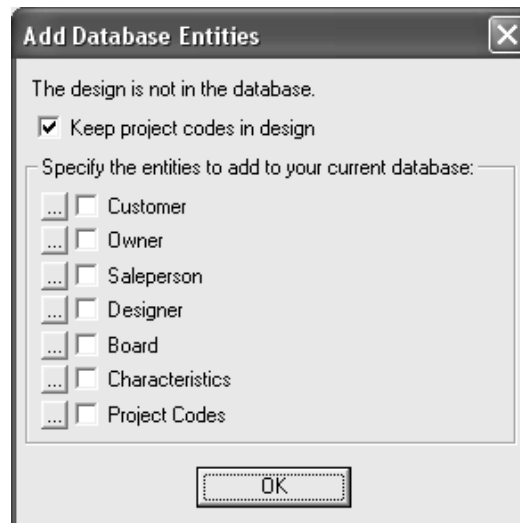 Add Database Entities
The design is not in the database.
Keep project codes in design
Specify the entities to add to your current database:
... Customer
... Owner
... Saleperson
... Designer
... Board
... Characteristics
... Project Codes
OK